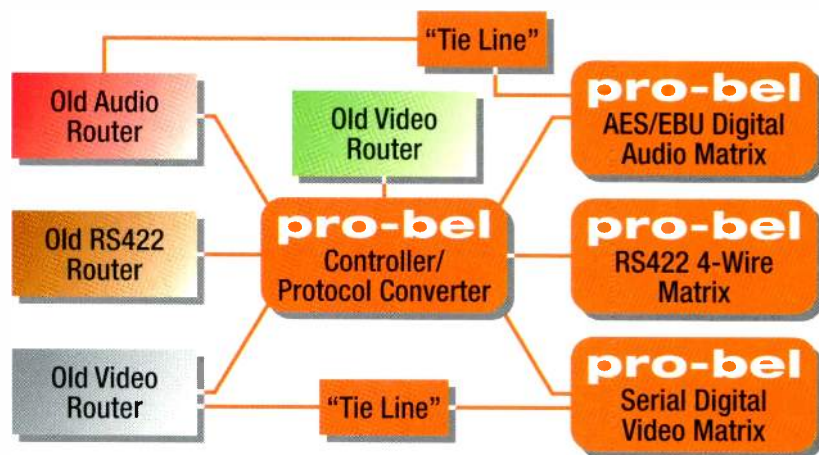 "Tie Line"
Old Audio
Router
pro-bel
AES/EBU Digital
Audio Matrix
Old Video
Router
Old RS422
Router
pro-bel
Controller/
Protocol Converter
pro-bel
RS422 4-Wire
Matrix
Old Video
Router
"Tie Line"
pro-bel
Serial Digital
Video Matrix